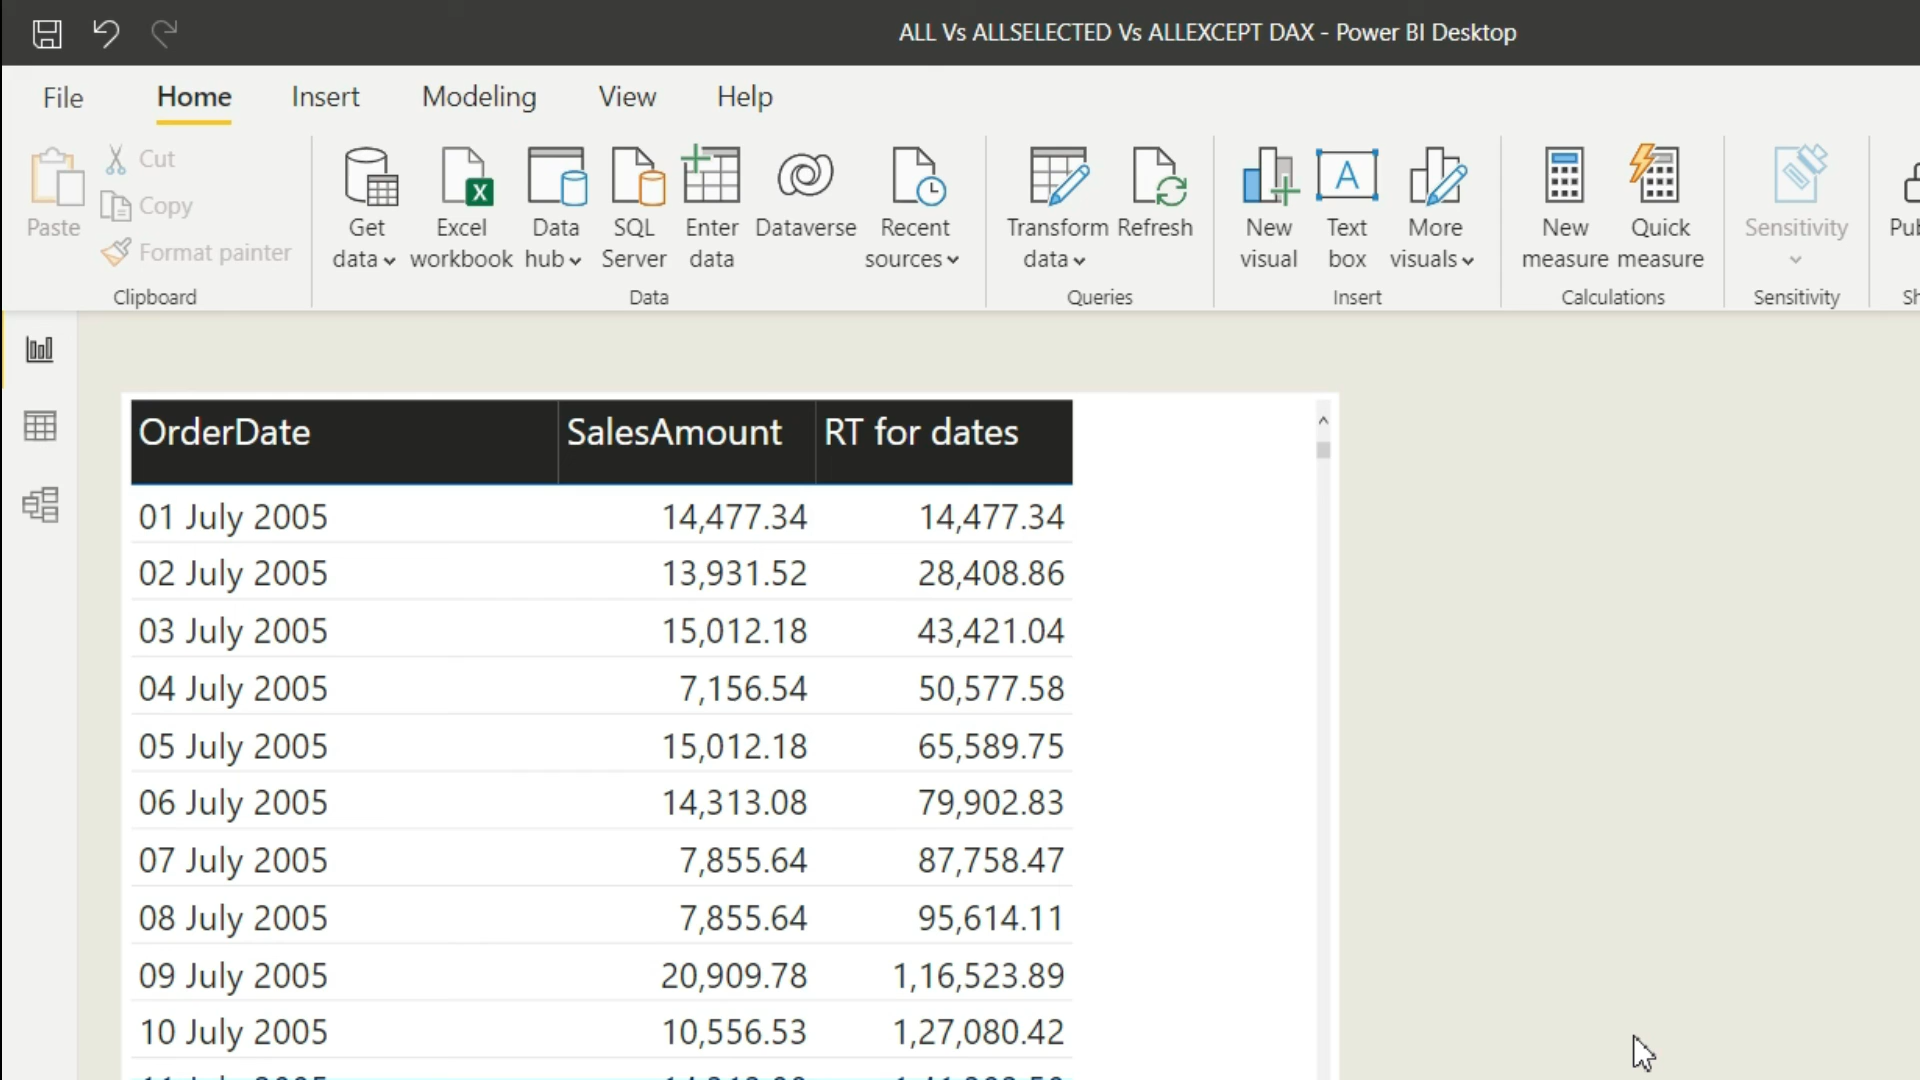 ALL Vs ALLSELECTED Vs ALLEXCEPT DAX - Power BI Desktop
File Home Insert Modeling View Help
Paste
Cut
Copy
Format painter
Clipboard
Get data
Excel workbook
Data hub
SQL Server
Enter data
Dataverse
Recent sources
Data
Transform data
Refresh
Queries
New visual
Text box
More visuals
Insert
New measure
Quick measure
Calculations
Sensitivity
Sensitivity
OrderDate SalesAmount RT for dates
01 July 2005 14,477.34 14,477.34
02 July 2005 13,931.52 28,408.86
03 July 2005 15,012.18 43,421.04
04 July 2005 7,156.54 50,577.58
05 July 2005 15,012.18 65,589.75
06 July 2005 14,313.08 79,902.83
07 July 2005 7,855.64 87,758.47
08 July 2005 7,855.64 95,614.11
09 July 2005 20,909.78 1,16,523.89
10 July 2005 10,556.53 1,27,080.42